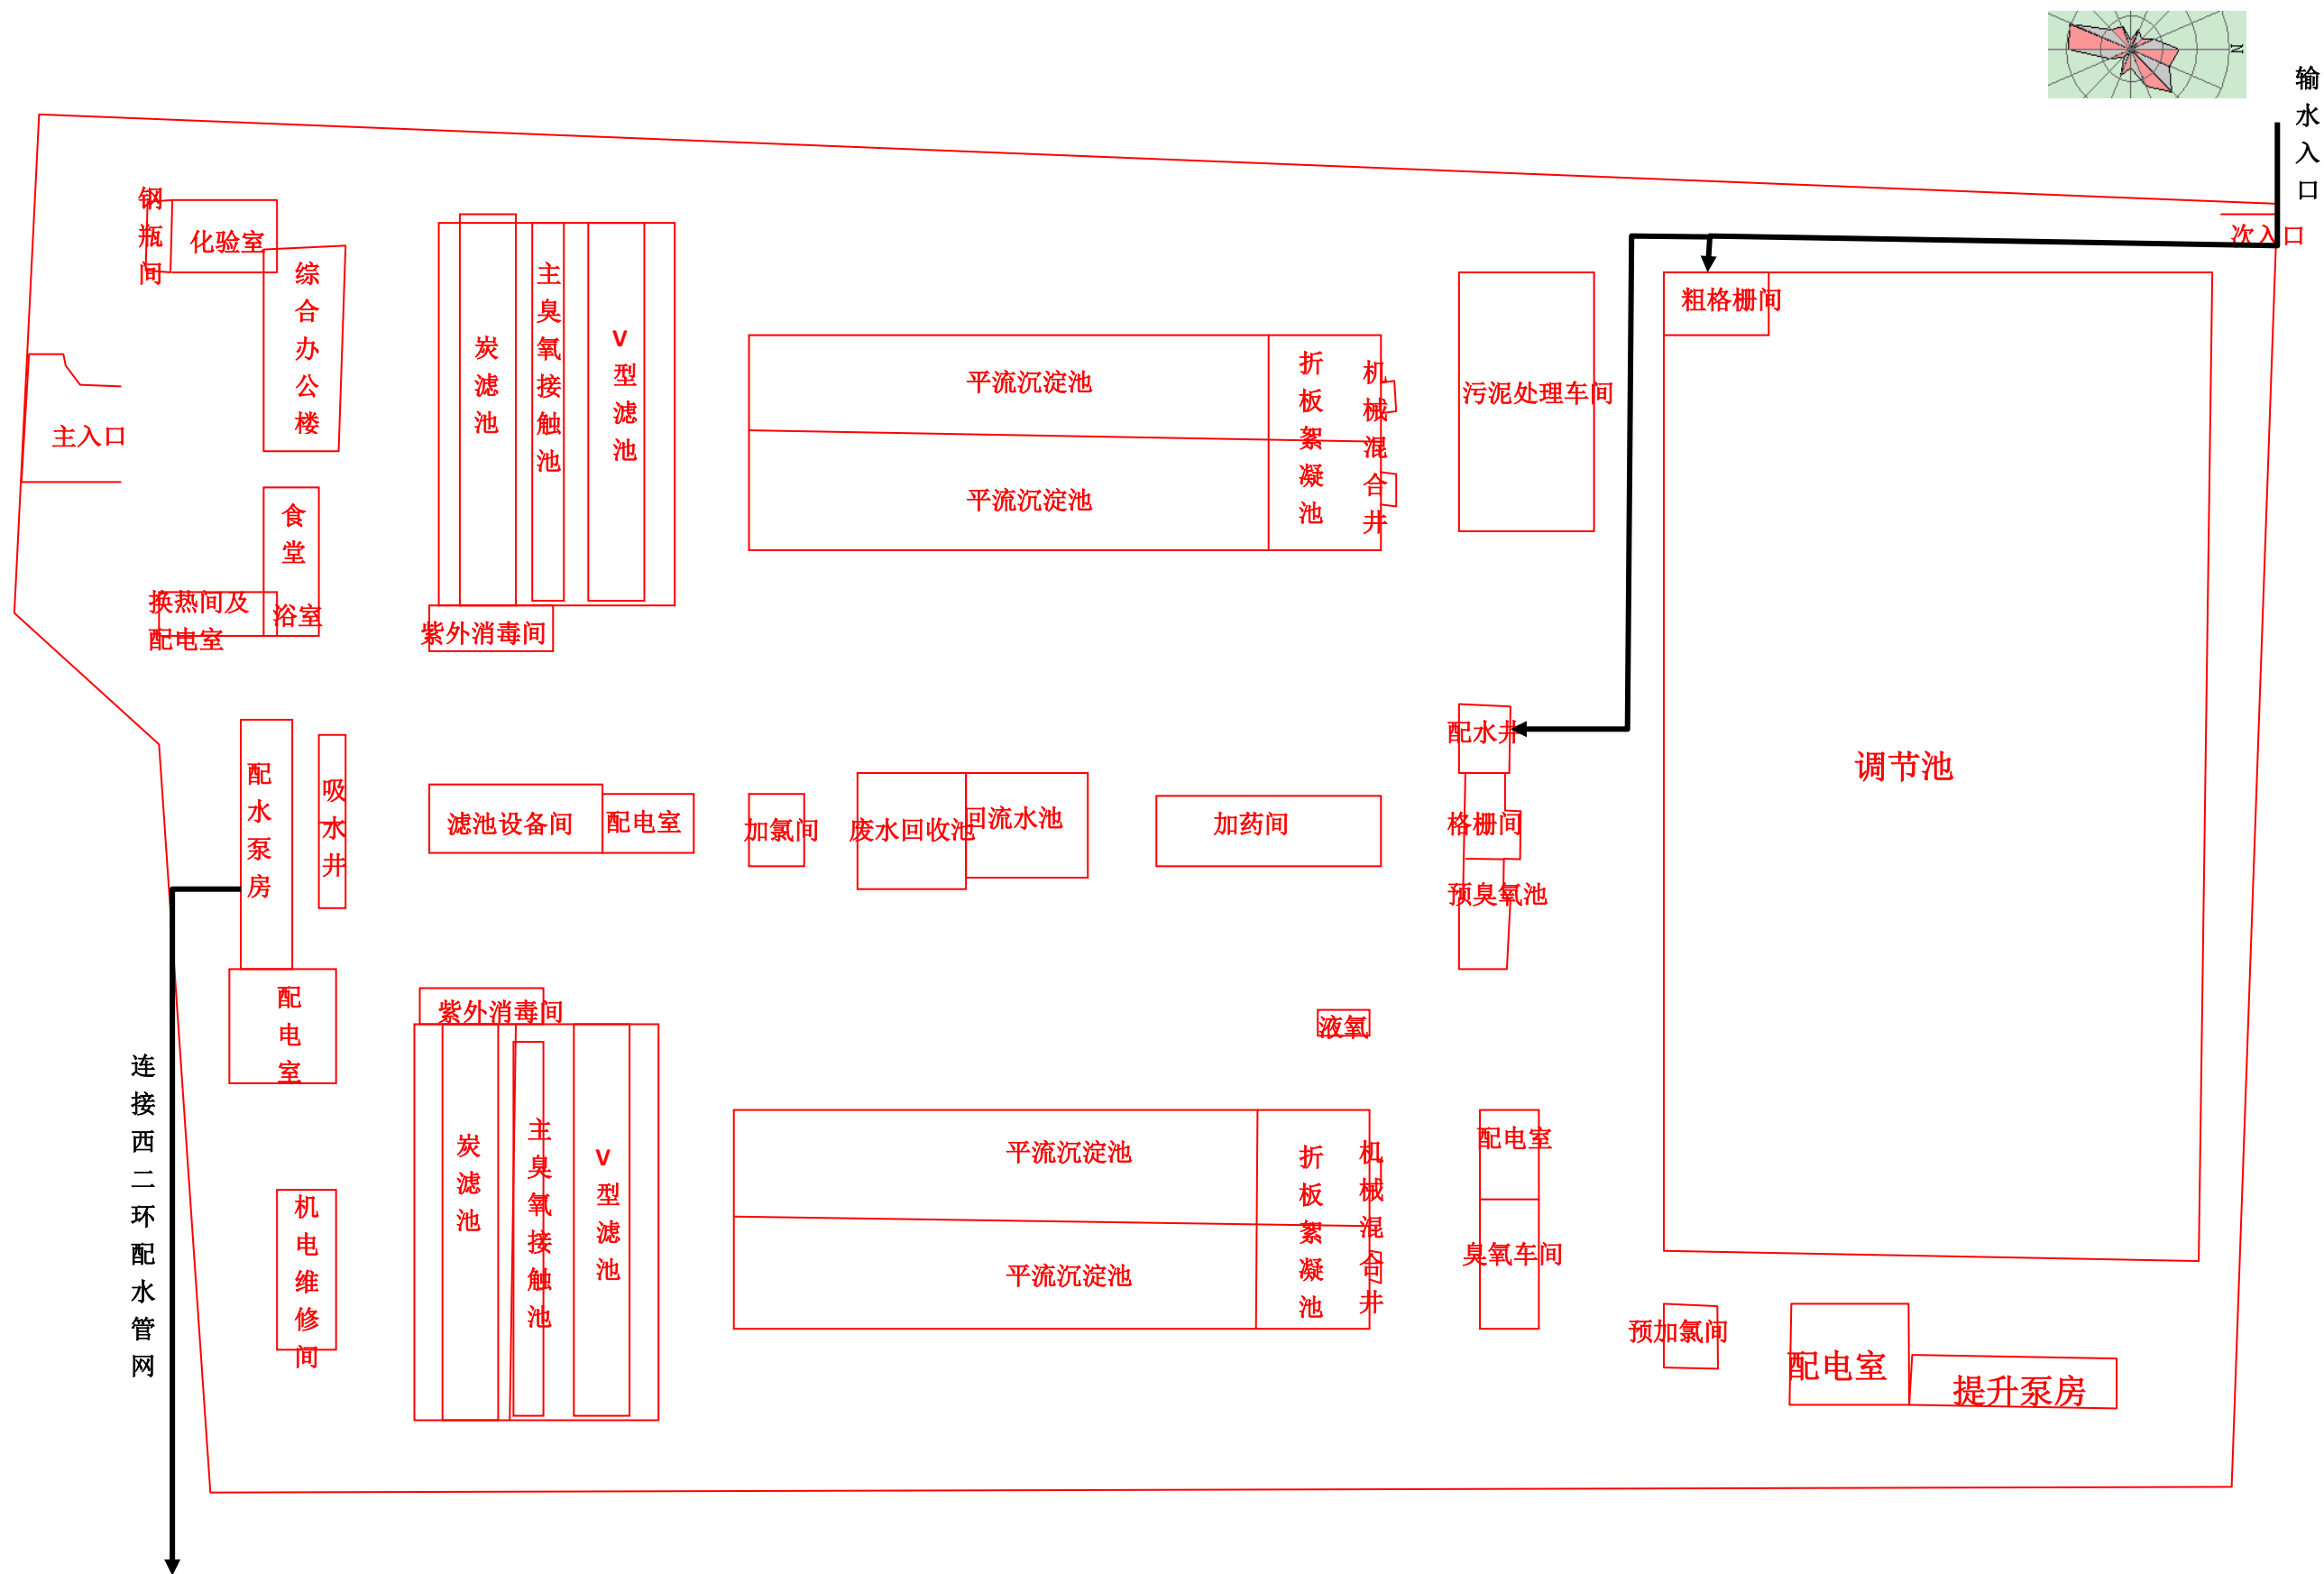 N
输水入口
次入口
钢瓶间
化验室
综合办公楼
主入口
炭滤池
主臭氧接触池
V型滤池
平流沉淀池
平流沉淀池
折板絮凝池
机械混合井
污泥处理车间
粗格栅间
食堂
浴室
换热间及
配电室
紫外消毒间
配水泵房
吸水井
滤池设备间
配电室
加氯间
废水回收池
回流水池
加药间
配水井
格栅间
预臭氧池
调节池
配电室
紫外消毒间
液氧
连接西二环配水管网
机电维修间
炭滤池
主臭氧接触池
V型滤池
平流沉淀池
平流沉淀池
折板絮凝池
机械混合井
配电室
臭氧车间
预加氯间
配电室
提升泵房